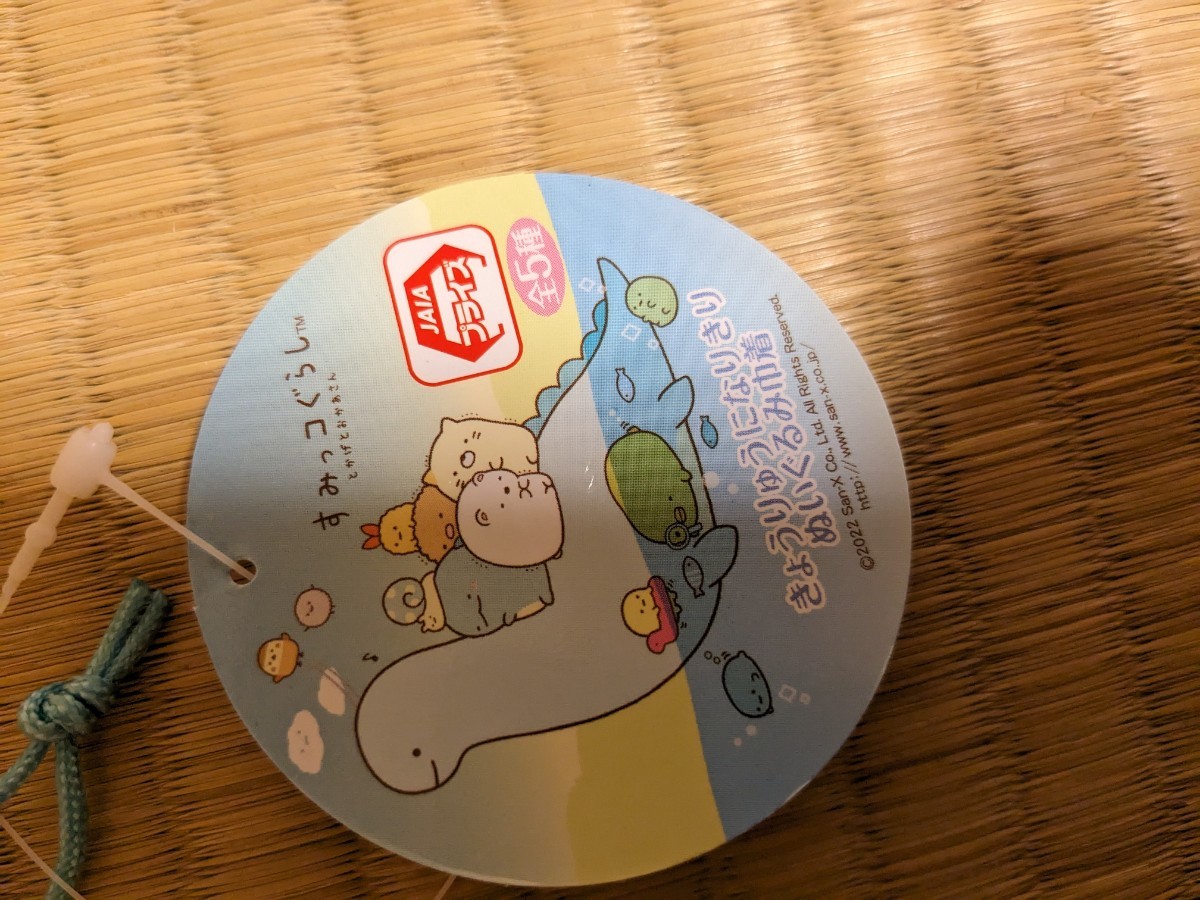 すみっコぐらし™
とかげとおかあさん
JAIA
プライズ
全5種
きょうりゅうになりきり
ぬいぐるみ巾着
©2022 San-X Co., Ltd. All Rights Reserved.
http://www.san-x.co.jp/